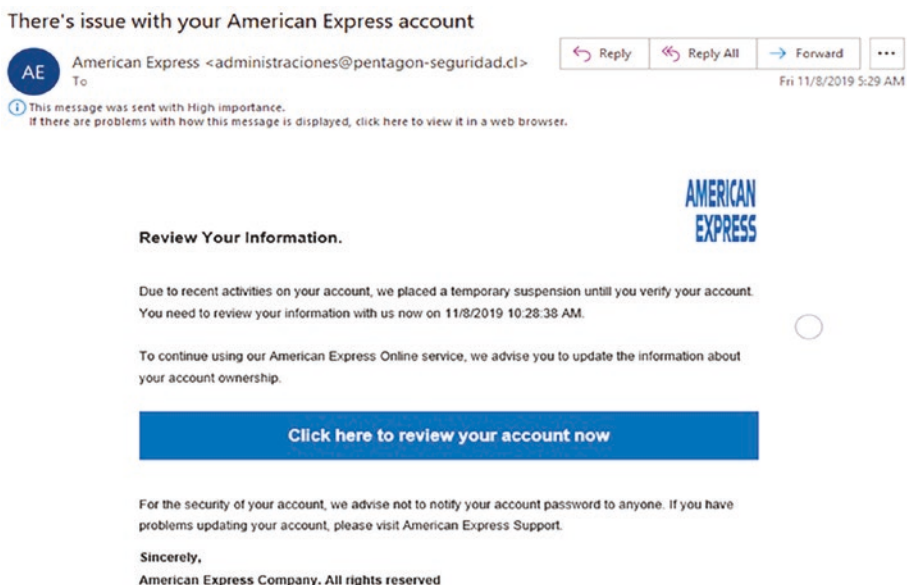 There's issue with your American Express account
AE
American Express <administraciones@pentagon-seguridad.cl>
To
Reply
Reply All
Forward
...
Fri 11/8/2019 5:29 AM
This message was sent with High importance.
If there are problems with how this message is displayed, click here to view it in a web browser.
AMERICAN
EXPRESS
Review Your Information.
Due to recent activities on your account, we placed a temporary suspension untill you verify your account.
You need to review your information with us now on 11/8/2019 10:28:38 AM.
To continue using our American Express Online service, we advise you to update the information about
your account ownership.
Click here to review your account now
For the security of your account, we advise not to notify your account password to anyone. If you have
problems updating your account, please visit American Express Support.
Sincerely,
American Express Company. All rights reserved